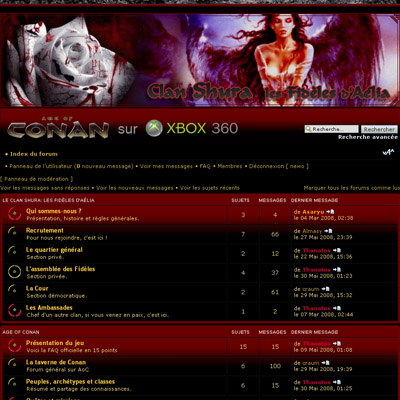 Clan Shura les Fidèles d'Aélia
AGE OF
CONAN sur XBOX 360
Recherche... Rechercher
Recherche avancée
Index du forum
• Panneau de l'utilisateur (0 nouveau message) • Voir mes messages • FAQ • Membres • Déconnexion [ news ]
[ Panneau de modération ]
Voir les messages sans réponses • Voir les nouveaux messages • Voir les sujets récents Marquer tous les forums comme lus
LE CLAN SHURA: LES FIDÈLES D'AÉLIA SUJETS MESSAGES DERNIER MESSAGE
Qui sommes-nous ? 3 4 de Asaryu
Présentation, histoire et règles générales. le 04 Mar 2008, 02:38
Recrutement 7 66 de Almasy
Pour nous rejoindre, c'est ici ! le 27 Mai 2008, 23:39
Le quartier général 2 12 de Thanatos
Section privé. le 22 Mai 2008, 15:36
L'assemblée des Fidèles 4 37 de Thanatos
Section privée. le 30 Mai 2008, 01:23
La Cour 2 61 de oraum
Section démocratique. le 29 Mai 2008, 15:32
Les Ambassades 1 2 de Thanatos
Chef d'un autre clan, si vous venez en paix, c'est ici. le 07 Mar 2008, 02:44
AGE OF CONAN SUJETS MESSAGES DERNIER MESSAGE
Présentation du jeu 15 15 de Thanatos
Voici la FAQ officielle en 15 points le 09 Mai 2008, 01:08
La taverne de Conan 6 100 de oraum
Forum général sur AoC le 29 Mai 2008, 19:39
Peuples, archétypes et classes 6 15 de Thanatos
Résumé et partage des connaissances. le 30 Mai 2008, 01:25